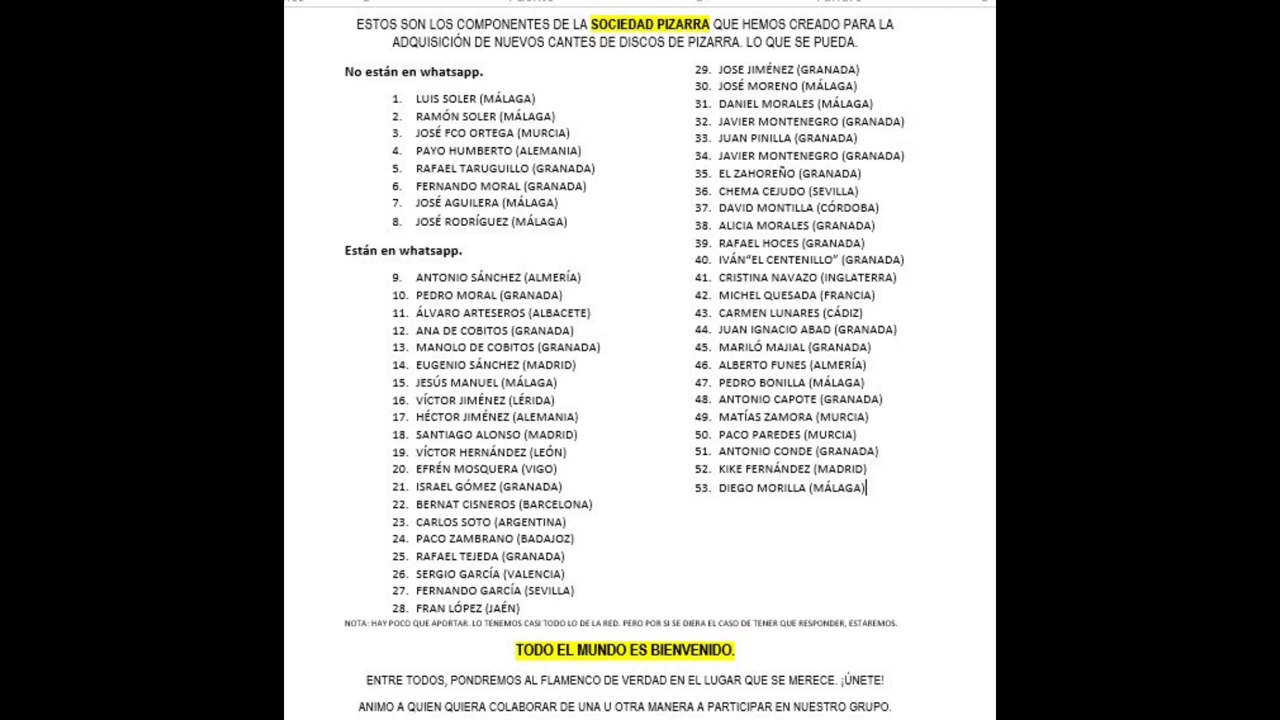 ESTOS SON LOS COMPONENTES DE LA SOCIEDAD PIZARRA QUE HEMOS CREADO PARA LA
ADQUISICIÓN DE NUEVOS CANTES DE DISCOS DE PIZARRA. LO QUE SE PUEDA.
No están en whatsapp.
1. LUIS SOLER (MÁLAGA)
2. RAMÓN SOLER (MÁLAGA)
3. JOSÉ FCO ORTEGA (MURCIA)
4. PAYO HUMBERTO (ALEMANIA)
5. RAFAEL TARUGUILLO (GRANADA)
6. FERNANDO MORAL (GRANADA)
7. JOSÉ AGUILERA (MÁLAGA)
8. JOSÉ RODRÍGUEZ (MÁLAGA)
Están en whatsapp.
9. ANTONIO SÁNCHEZ (ALMERÍA)
10. PEDRO MORAL (GRANADA)
11. ÁLVARO ARTESEROS (ALBACETE)
12. ANA DE COBITOS (GRANADA)
13. MANOLO DE COBITOS (GRANADA)
14. EUGENIO SÁNCHEZ (MADRID)
15. JESÚS MANUEL (MÁLAGA)
16. VÍCTOR JIMÉNEZ (LÉRIDA)
17. HÉCTOR JIMÉNEZ (ALEMANIA)
18. SANTIAGO ALONSO (MADRID)
19. VÍCTOR HERNÁNDEZ (LEÓN)
20. EFRÉN MOSQUERA (VIGO)
21. ISRAEL GÓMEZ (GRANADA)
22. BERNAT CISNEROS (BARCELONA)
23. CARLOS SOTO (ARGENTINA)
24. PACO ZAMBRANO (BADAJOZ)
25. RAFAEL TEJEDA (GRANADA)
26. SERGIO GARCÍA (VALENCIA)
27. FERNANDO GARCÍA (SEVILLA)
28. FRAN LÓPEZ (JAÉN)
29. JOSE JIMÉNEZ (GRANADA)
30. JOSÉ MORENO (MÁLAGA)
31. DANIEL MORALES (MÁLAGA)
32. JAVIER MONTENEGRO (GRANADA)
33. JUAN PINILLA (GRANADA)
34. JAVIER MONTENEGRO (GRANADA)
35. EL ZAHOREÑO (GRANADA)
36. CHEMA CEJUDO (SEVILLA)
37. DAVID MONTILLA (CÓRDOBA)
38. ALICIA MORALES (GRANADA)
39. RAFAEL HOCES (GRANADA)
40. IVÁN“EL CENTENILLO” (GRANADA)
41. CRISTINA NAVAZO (INGLATERRA)
42. MICHEL QUESADA (FRANCIA)
43. CARMEN LUNARES (CÁDIZ)
44. JUAN IGNACIO ABAD (GRANADA)
45. MARILÓ MAJIAL (GRANADA)
46. ALBERTO FUNES (ALMERÍA)
47. PEDRO BONILLA (MÁLAGA)
48. ANTONIO CAPOTE (GRANADA)
49. MATÍAS ZAMORA (MURCIA)
50. PACO PAREDES (MURCIA)
51. ANTONIO CONDE (GRANADA)
52. KIKE FERNÁNDEZ (MADRID)
53. DIEGO MORILLA (MÁLAGA)
NOTA: HAY POCO QUE APORTAR. LO TENEMOS CASI TODO LO DE LA RED. PERO POR SI SE DIERA EL CASO DE TENER QUE RESPONDER, ESTAREMOS.
TODO EL MUNDO ES BIENVENIDO.
ENTRE TODOS, PONDREMOS AL FLAMENCO DE VERDAD EN EL LUGAR QUE SE MERECE. ¡ÚNETE!
ANIMO A QUIEN QUIERA COLABORAR DE UNA U OTRA MANERA A PARTICIPAR EN NUESTRO GRUPO.